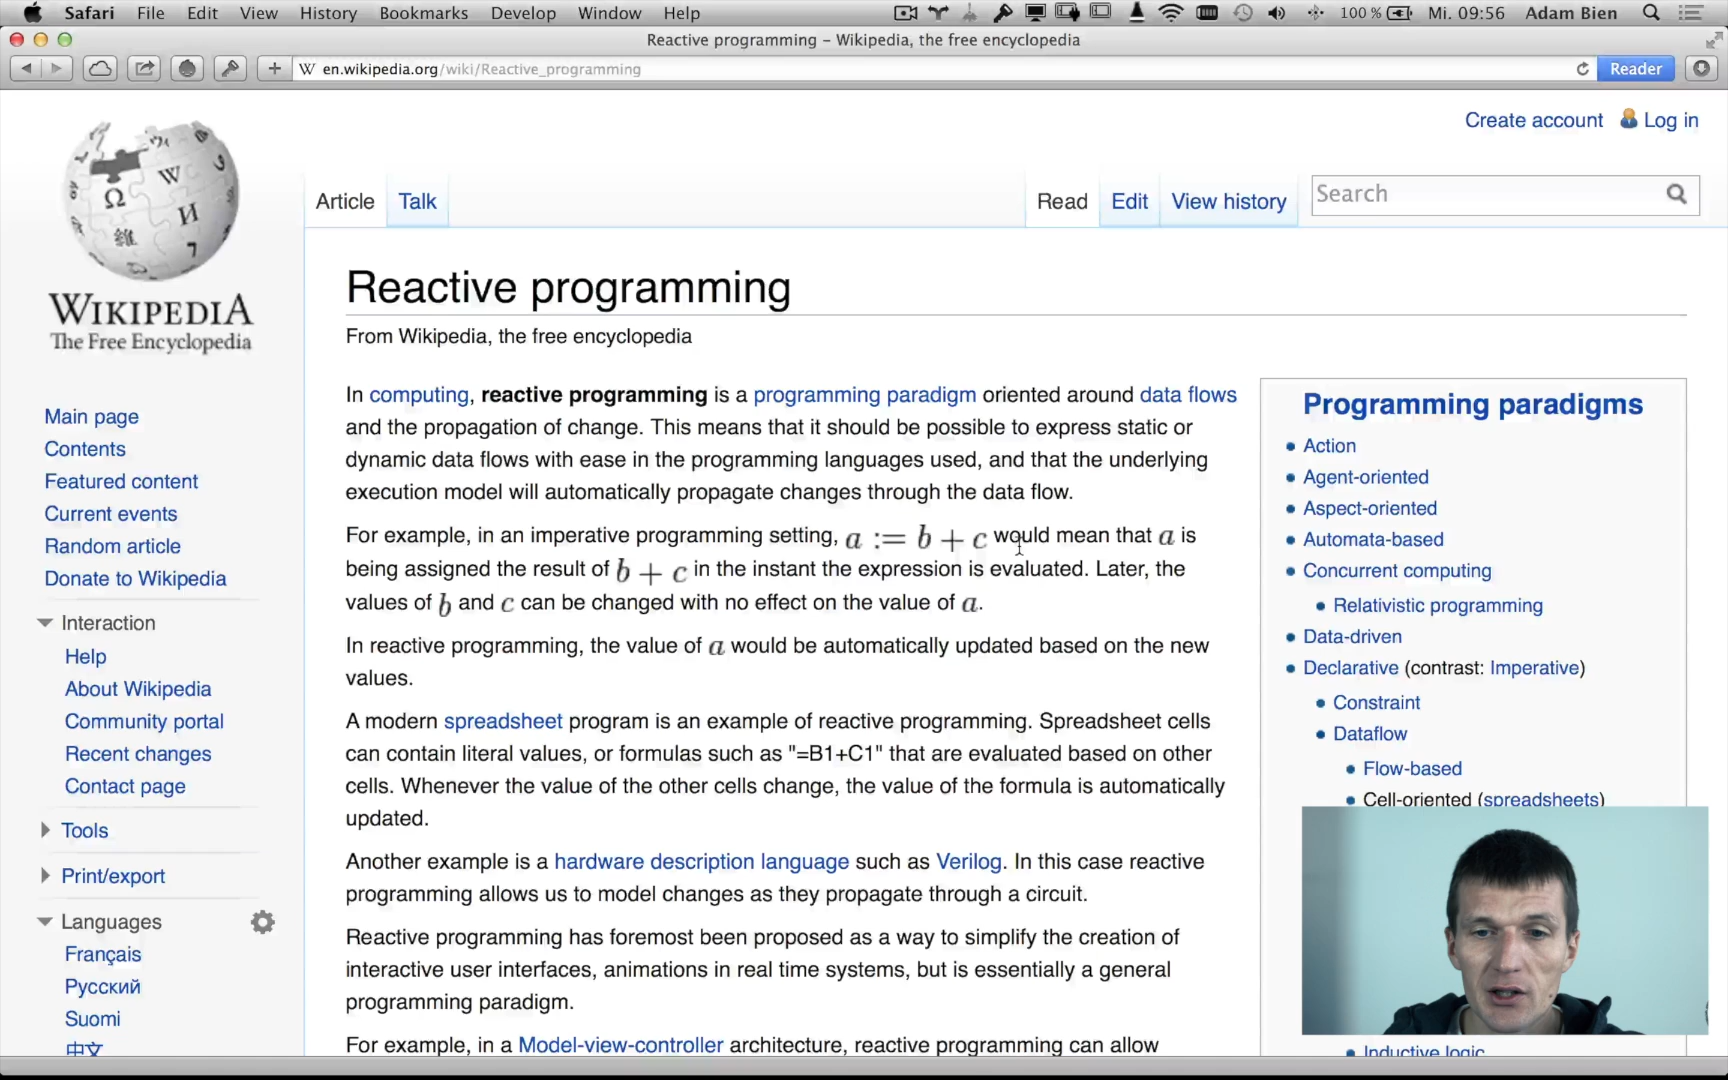 Safari File Edit View History Bookmarks Develop Window Help 100 % Mi. 09:56 Adam Bien
Reactive programming – Wikipedia, the free encyclopedia
W en.wikipedia.org/wiki/Reactive_programming Reader
Create account Log in
Article Talk Read Edit View history Search
WIKIPEDIA
The Free Encyclopedia
Main page
Contents
Featured content
Current events
Random article
Donate to Wikipedia
Interaction
Help
About Wikipedia
Community portal
Recent changes
Contact page
Tools
Print/export
Languages
Français
Русский
Suomi
中文
Reactive programming
From Wikipedia, the free encyclopedia
In computing, reactive programming is a programming paradigm oriented around data flows
and the propagation of change. This means that it should be possible to express static or
dynamic data flows with ease in the programming languages used, and that the underlying
execution model will automatically propagate changes through the data flow.
For example, in an imperative programming setting, a := b + c would mean that a is
being assigned the result of b + c in the instant the expression is evaluated. Later, the
values of b and c can be changed with no effect on the value of a.
In reactive programming, the value of a would be automatically updated based on the new
values.
A modern spreadsheet program is an example of reactive programming. Spreadsheet cells
can contain literal values, or formulas such as "=B1+C1" that are evaluated based on other
cells. Whenever the value of the other cells change, the value of the formula is automatically
updated.
Another example is a hardware description language such as Verilog. In this case reactive
programming allows us to model changes as they propagate through a circuit.
Reactive programming has foremost been proposed as a way to simplify the creation of
interactive user interfaces, animations in real time systems, but is essentially a general
programming paradigm.
For example, in a Model-view-controller architecture, reactive programming can allow
Programming paradigms
Action
Agent-oriented
Aspect-oriented
Automata-based
Concurrent computing
Relativistic programming
Data-driven
Declarative (contrast: Imperative)
Constraint
Dataflow
Flow-based
Cell-oriented (spreadsheets)
Inductive logic